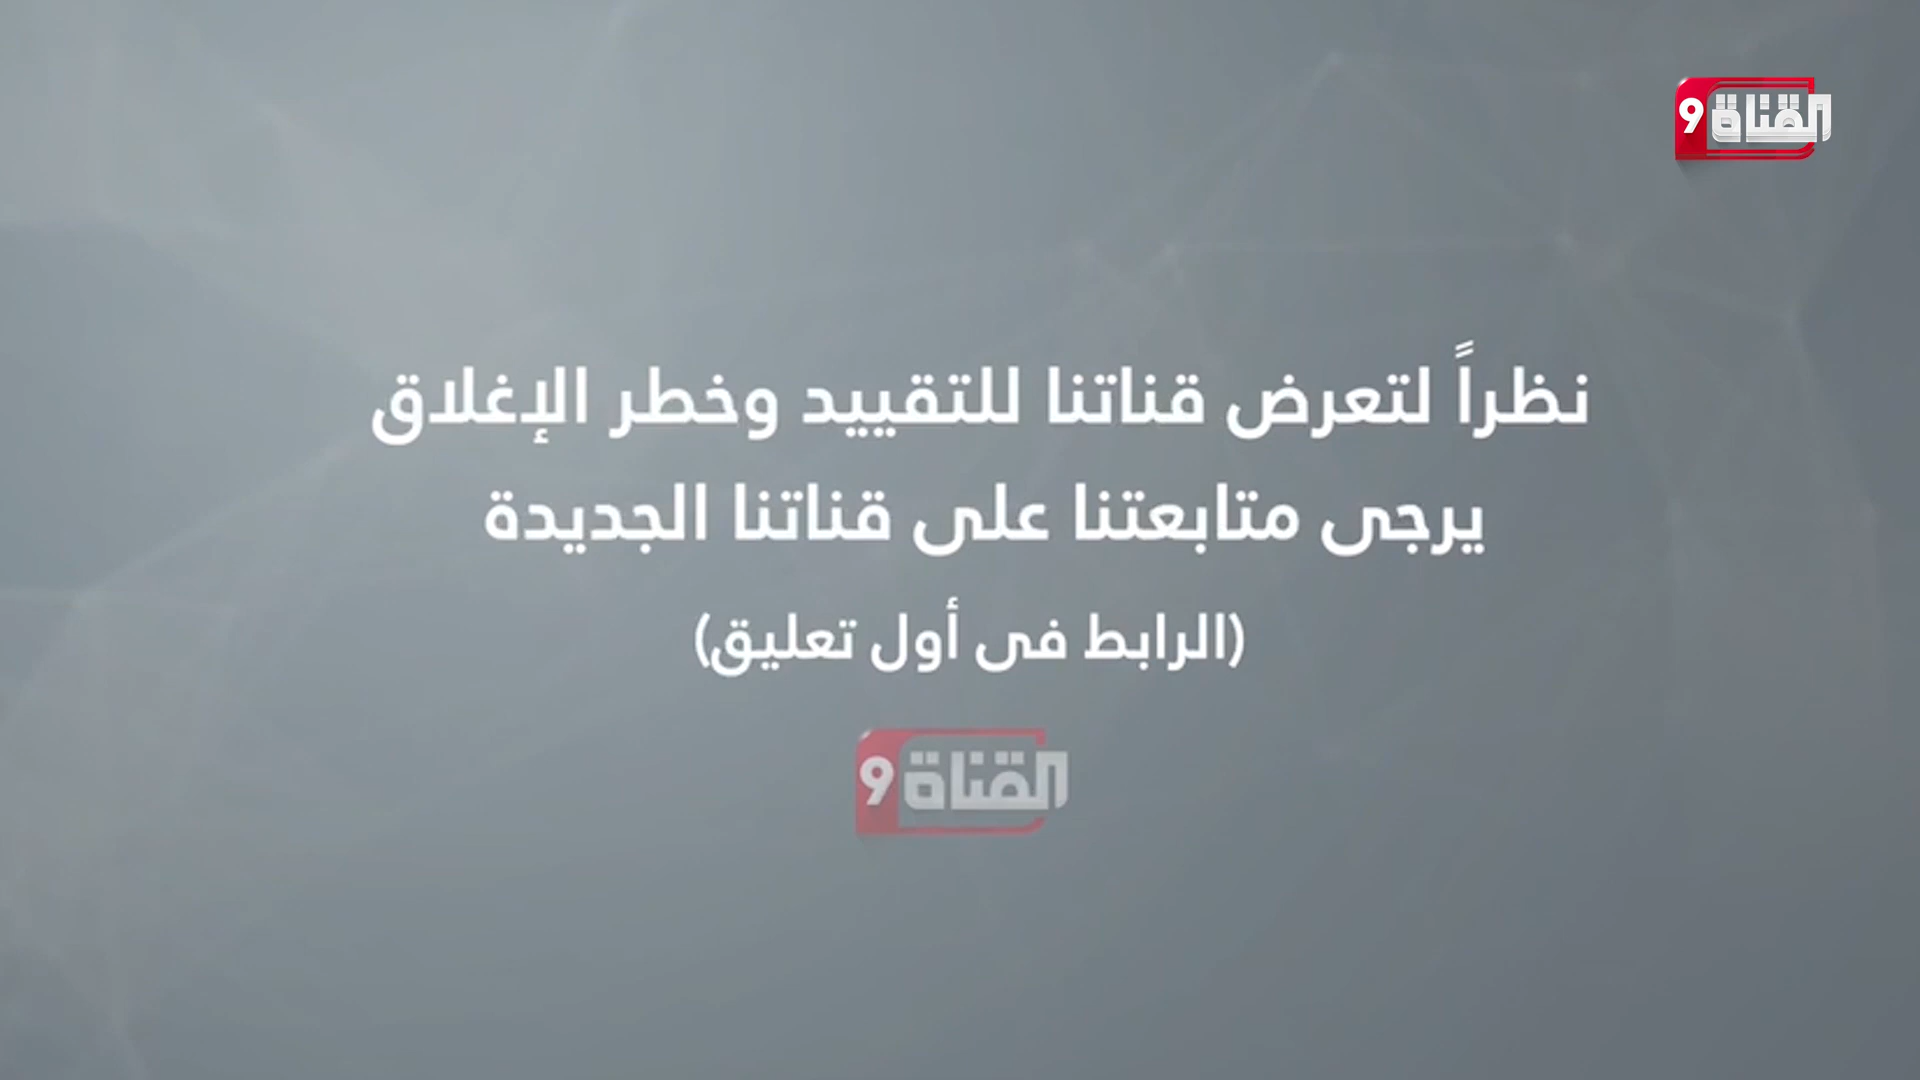 القناة 9
نظراً لتعرض قناتنا للتقييد وخطر الإغلاق
يرجى متابعتنا على قناتنا الجديدة
(الرابط فى أول تعليق)
القناة 9